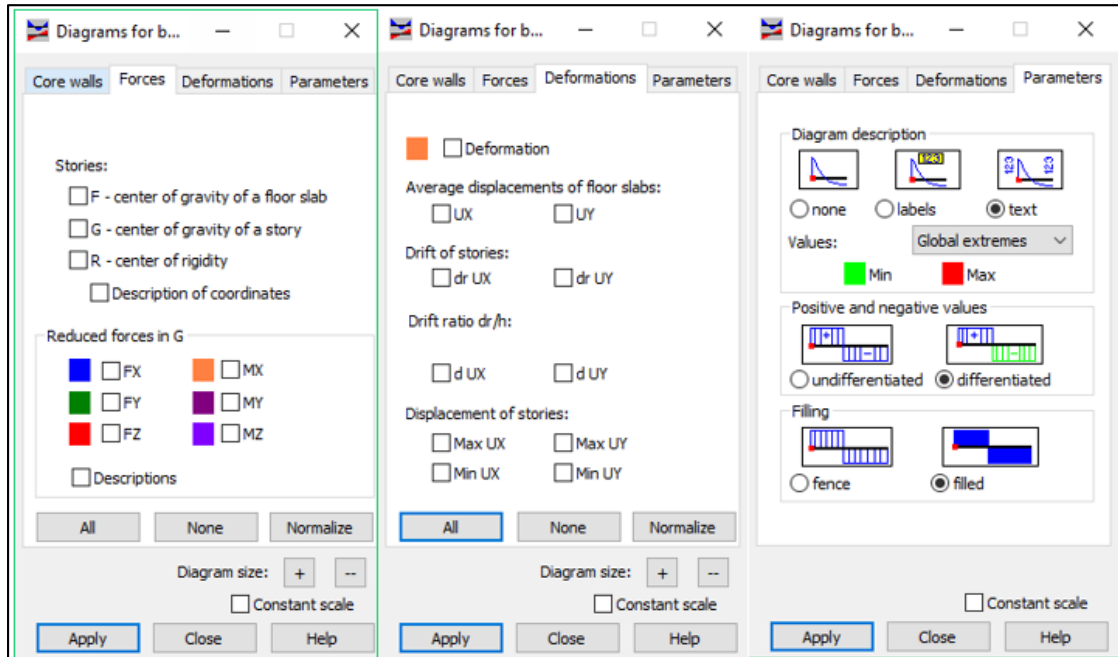 Diagrams for b...
Core walls Forces Deformations Parameters
Stories:
F - center of gravity of a floor slab
G - center of gravity of a story
R - center of rigidity
Description of coordinates
Reduced forces in G
FX MX
FY MY
FZ MZ
Descriptions
All None Normalize
Diagram size: + --
Constant scale
Apply Close Help
Diagrams for b...
Core walls Forces Deformations Parameters
Deformation
Average displacements of floor slabs:
UX UY
Drift of stories:
dr UX dr UY
Drift ratio dr/h:
d UX d UY
Displacement of stories:
Max UX Max UY
Min UX Min UY
All None Normalize
Diagram size: + --
Constant scale
Apply Close Help
Diagrams for b...
Core walls Forces Deformations Parameters
Diagram description
123 123 123
none labels text
Values: Global extremes
Min Max
Positive and negative values
+ − + −
undifferentiated differentiated
Filling
fence filled
Constant scale
Apply Close Help